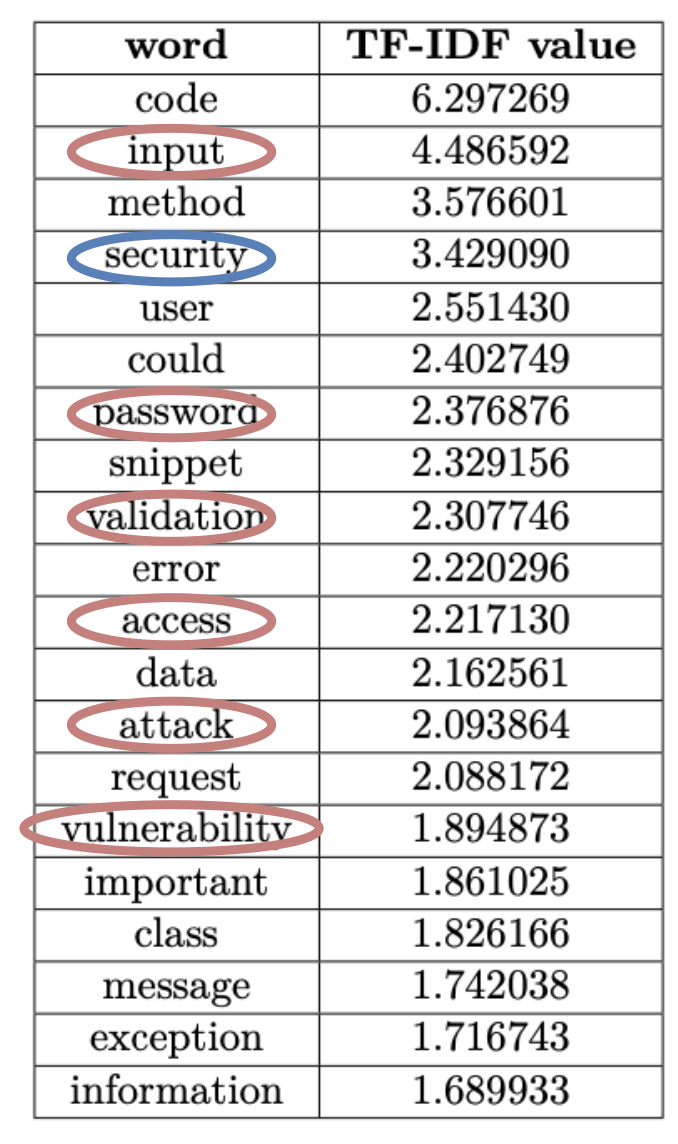 word TF-IDF value
code 6.297269
input 4.486592
method 3.576601
security 3.429090
user 2.551430
could 2.402749
password 2.376876
snippet 2.329156
validation 2.307746
error 2.220296
access 2.217130
data 2.162561
attack 2.093864
request 2.088172
vulnerability 1.894873
important 1.861025
class 1.826166
message 1.742038
exception 1.716743
information 1.689933